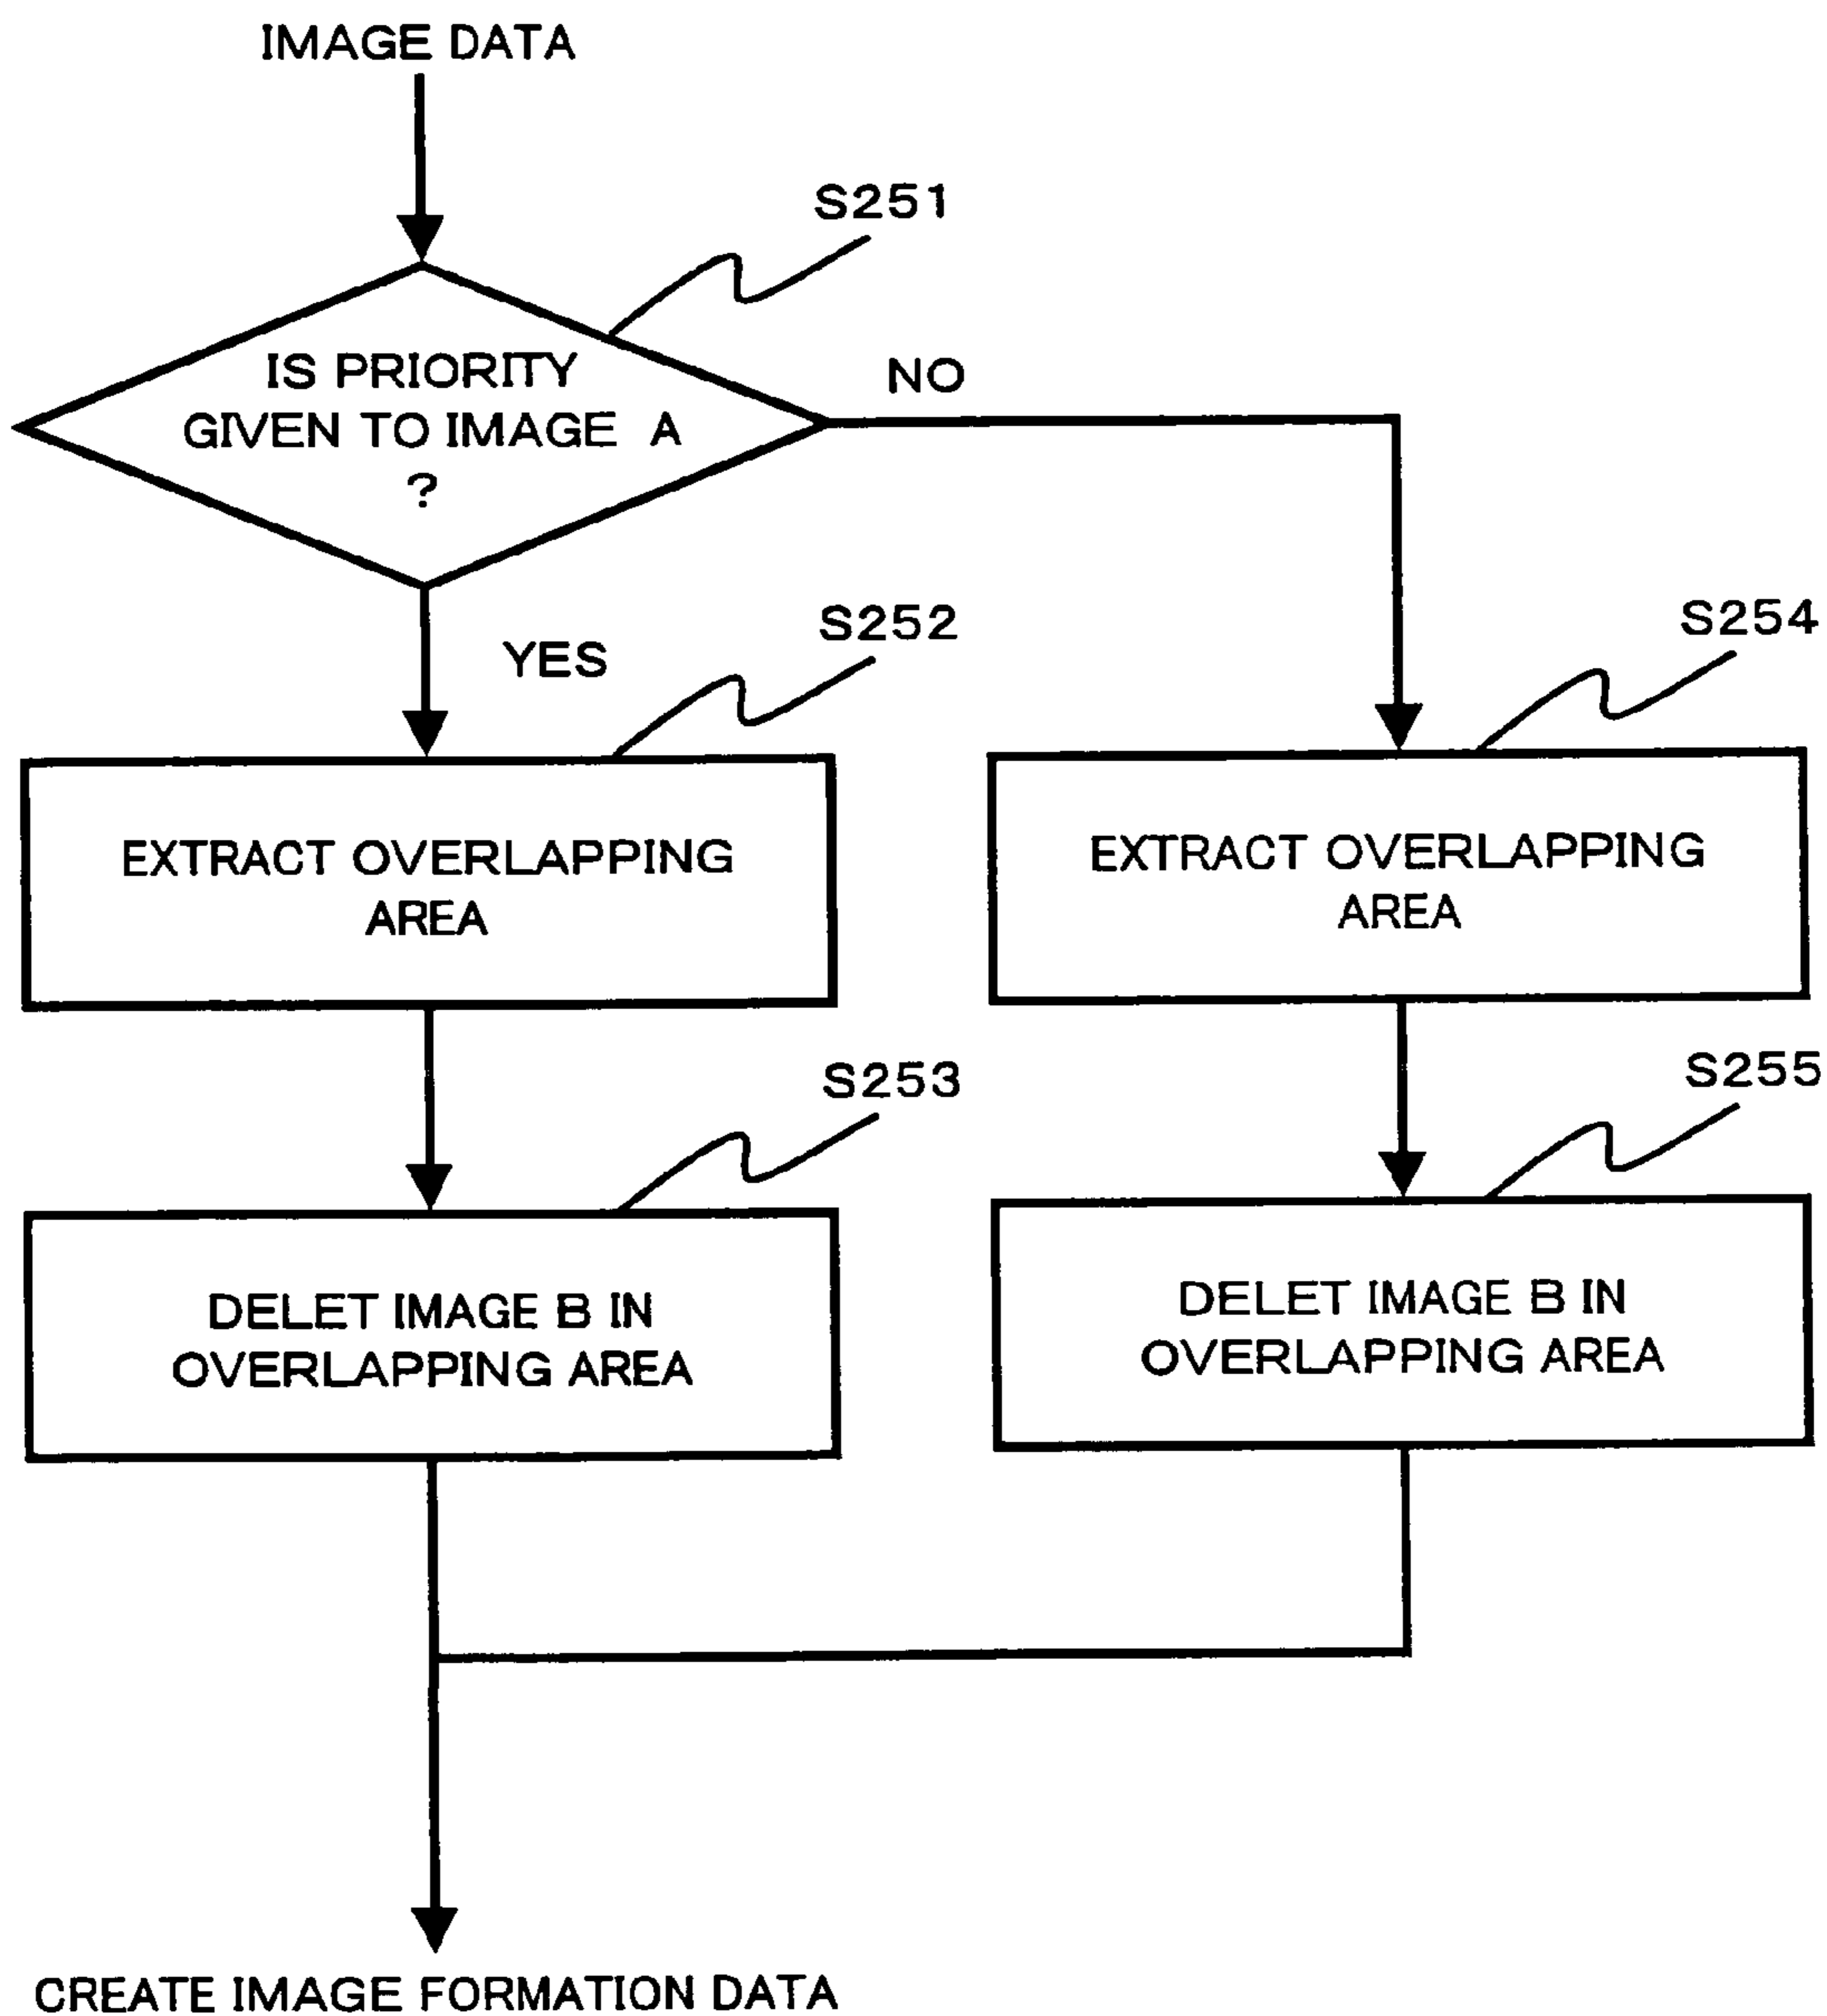 IMAGE DATA
S251
IS PRIORITY
GIVEN TO IMAGE A
?
NO
YES
S252
S254
EXTRACT OVERLAPPING
AREA
EXTRACT OVERLAPPING
AREA
S253
S255
DELET IMAGE B IN
OVERLAPPING AREA
DELET IMAGE B IN
OVERLAPPING AREA
CREATE IMAGE FORMATION DATA